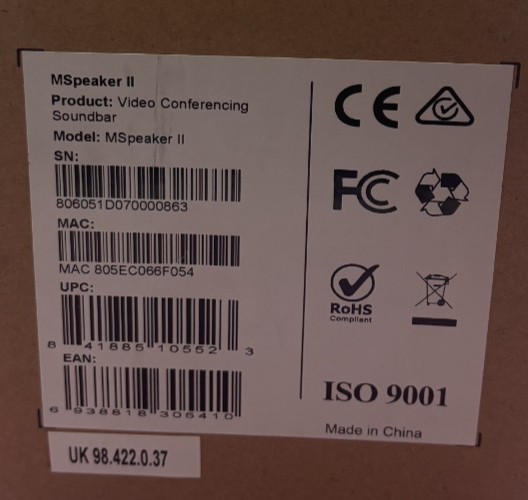 MSpeaker II
Product: Video Conferencing
Soundbar
Model: MSpeaker II
SN:
806051D070000863
MAC:
MAC 805EC066F054
UPC:
8 41885 10552 3
EAN:
6 938818 305410
CE
FC
RoHS
Compliant
ISO 9001
Made in China
UK 98.422.0.37